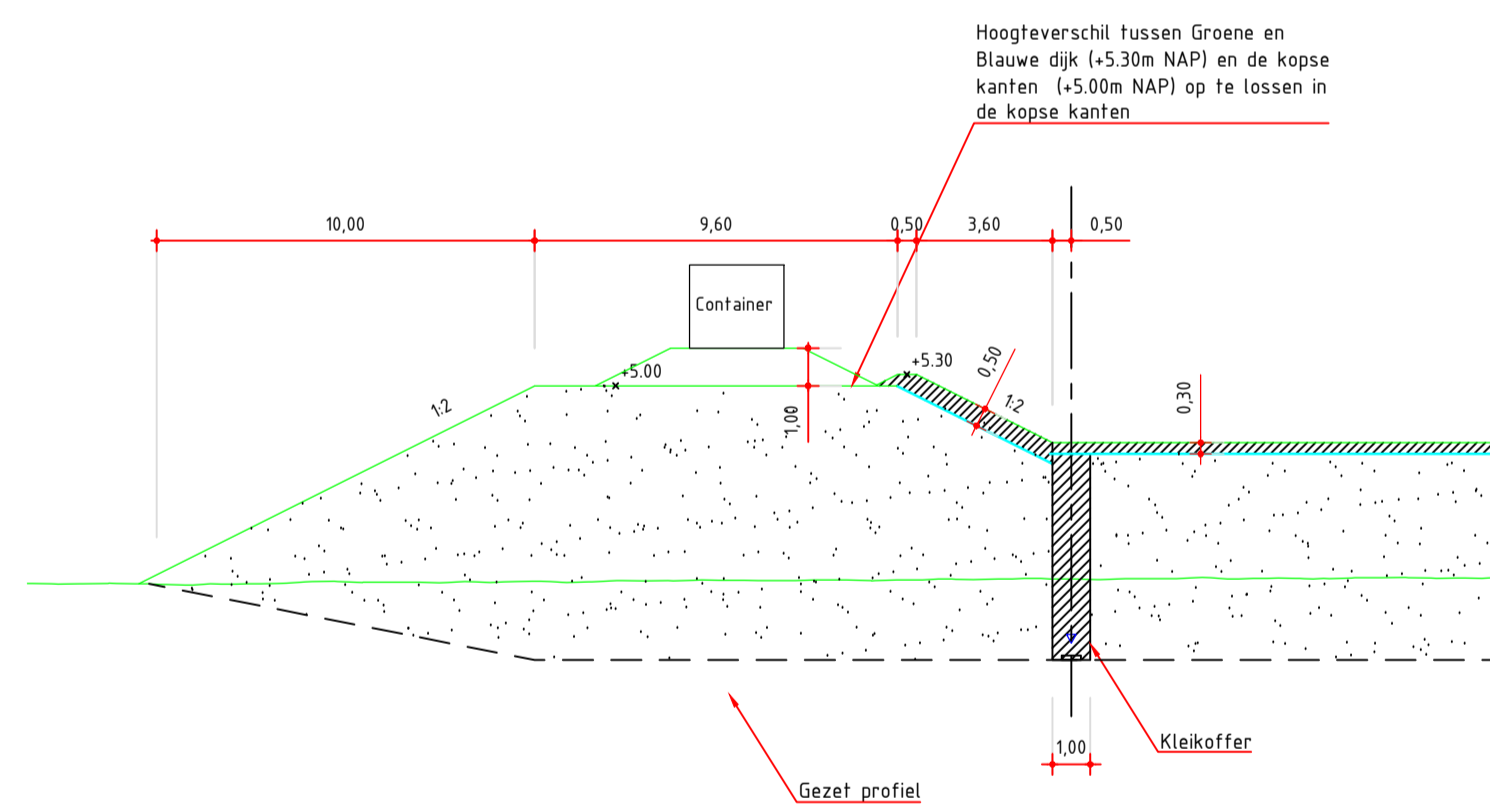 Hoogteverschil tussen Groene en
Blauwe dijk (+5.30m NAP) en de kopse
kanten (+5.00m NAP) op te lossen in
de kopse kanten
10,00
9,60
0,50
3,60
0,50
Container
+5.00
+5.30
0,50
1:2
1:2
1,00
0,30
1,00
Kleikoffer
Gezet profiel